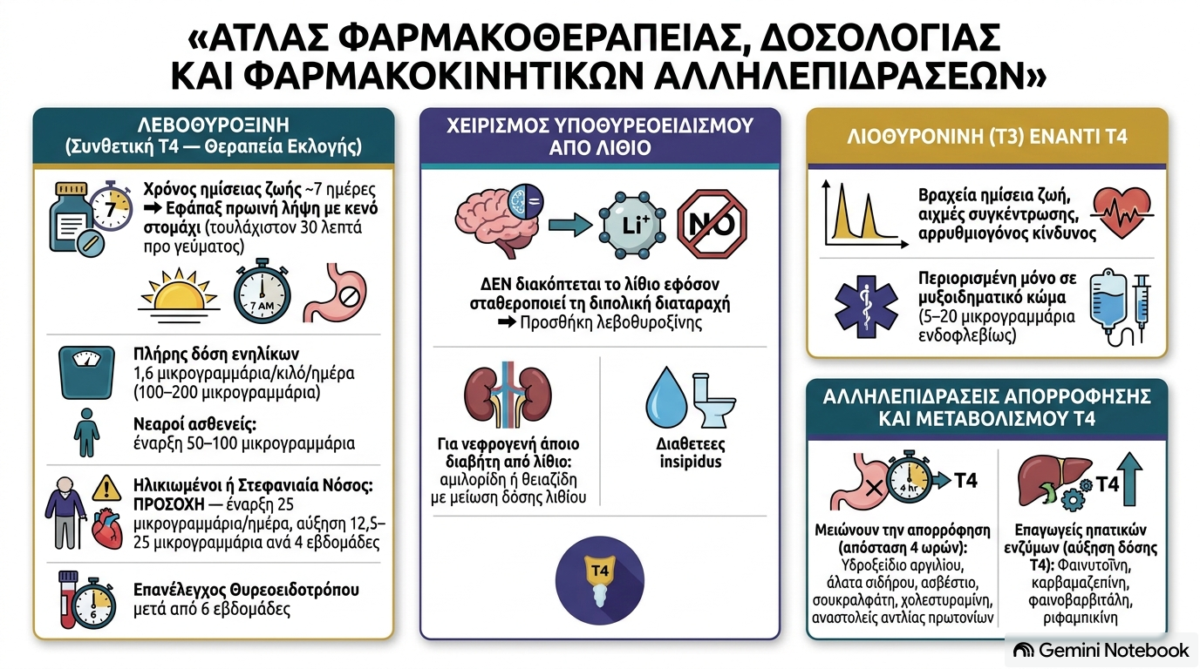 «ΑΤΛΑΣ ΦΑΡΜΑΚΟΘΕΡΑΠΕΙΑΣ, ΔΟΣΟΛΟΓΙΑΣ
ΚΑΙ ΦΑΡΜΑΚΟΚΙΝΗΤΙΚΩΝ ΑΛΛΗΛΕΠΙΔΡΑΣΕΩΝ»
ΛΕΒΟΘΥΡΟΞΙΝΗ
(Συνθετική Τ4 — Θεραπεία Εκλογής)
7
Χρόνος ημίσειας ζωής ~7 ημέρες
➡ Εφάπαξ πρωινή λήψη με κενό
στομάχι (τουλάχιστον 30 λεπτά
προ γεύματος)
7 AM
Πλήρης δόση ενηλίκων
1,6 μικρογραμμάρια/κιλό/ημέρα
(100–200 μικρογραμμάρια)
Νεαροί ασθενείς:
έναρξη 50–100 μικρογραμμάρια
Ηλικιωμένοι ή Στεφανιαία Νόσος:
ΠΡΟΣΟΧΗ — έναρξη 25
μικρογραμμάρια/ημέρα, αύξηση 12,5–
25 μικρογραμμάρια ανά 4 εβδομάδες
6
Επανέλεγχος Θυρεοειδοτρόπου
μετά από 6 εβδομάδες
ΧΕΙΡΙΣΜΟΣ ΥΠΟΘΥΡΕΟΕΙΔΙΣΜΟΥ
ΑΠΟ ΛΙΘΙΟ
Li+
NO
ΔΕΝ διακόπτεται το λίθιο εφόσον
σταθεροποιεί τη διπολική διαταραχή
➡ Προσθήκη λεβοθυροξίνης
Για νεφρογενή άποιο
διαβήτη από λίθιο:
αμιλορίδη ή θειαζίδη
με μείωση δόσης λιθίου
Διαθετεες
insipidus
T4
ΛΙΟΘΥΡΟΝΙΝΗ (Τ3) ΕΝΑΝΤΙ Τ4
Βραχεία ημίσεια ζωή,
αιχμές συγκέντρωσης,
αρρυθμιογόνος κίνδυνος
Περιορισμένη μόνο σε
μυξοιδηματικό κώμα
(5–20 μικρογραμμάρια
ενδοφλεβίως)
ΑΛΛΗΛΕΠΙΔΡΑΣΕΙΣ ΑΠΟΡΡΟΦΗΣΗΣ
ΚΑΙ ΜΕΤΑΒΟΛΙΣΜΟΥ Τ4
4 hr
T4
Μειώνουν την απορρόφηση
(απόσταση 4 ωρών):
Υδροξείδιο αργιλίου,
άλατα σιδήρου, ασβέστιο,
σουκραλφάτη, χολεστυραμίνη,
αναστολείς αντλίας πρωτονίων
T4
Επαγωγείς ηπατικών
ενζύμων (αύξηση δόσης
Τ4): Φαινυτοΐνη,
καρβαμαζεπίνη,
φαινοβαρβιτάλη,
ριφαμπικίνη
Gemini Notebook